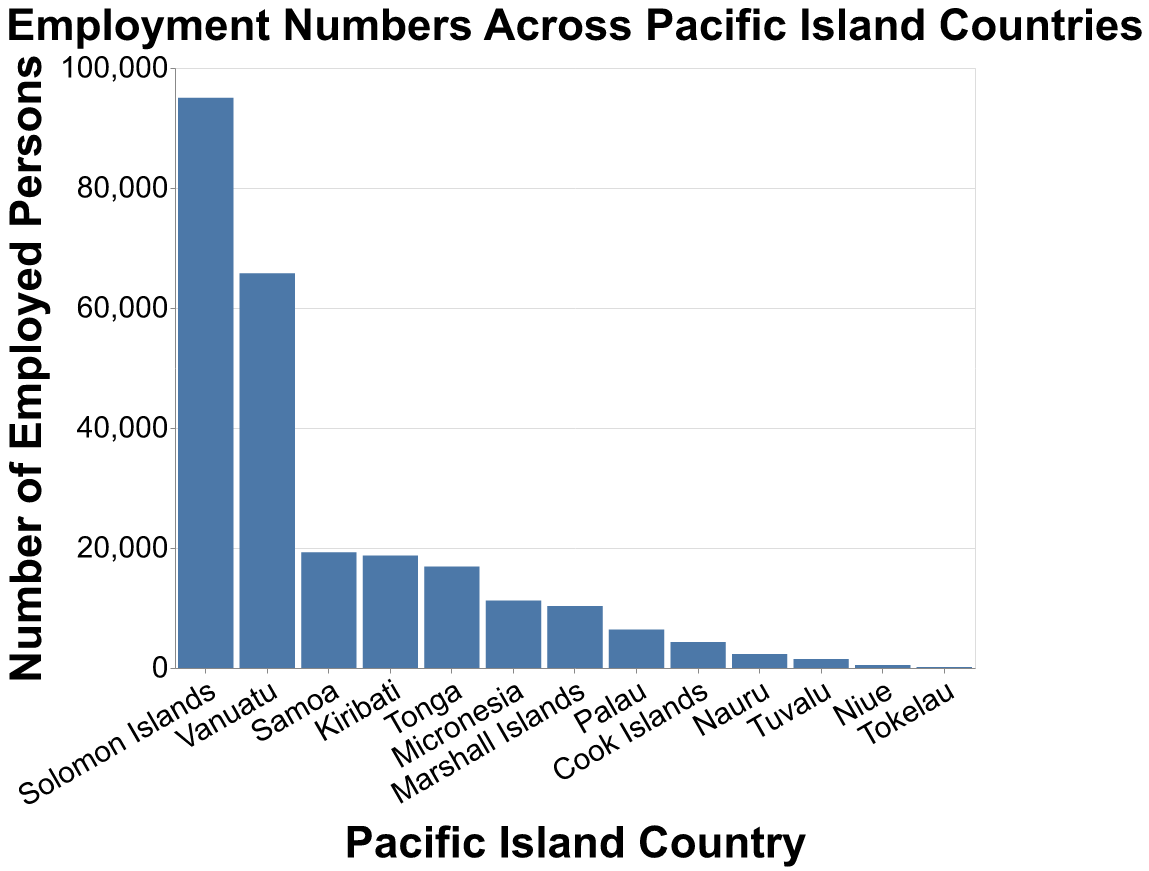 Employment Numbers Across Pacific Island Countries
Number of Employed Persons
100,000
80,000
60,000
40,000
20,000
0
Solomon Islands
Vanuatu
Samoa
Kiribati
Tonga
Micronesia
Marshall Islands
Palau
Cook Islands
Nauru
Tuvalu
Niue
Tokelau
Pacific Island Country